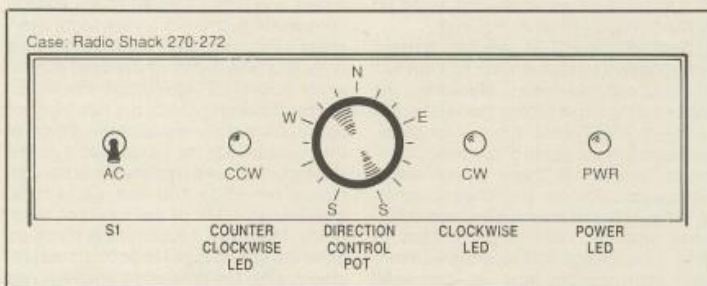 Case: Radio Shack 270-272
N
W
E
S
S
AC
CCW
CW
PWR
S1
COUNTER
CLOCKWISE
LED
DIRECTION
CONTROL
POT
CLOCKWISE
LED
POWER
LED